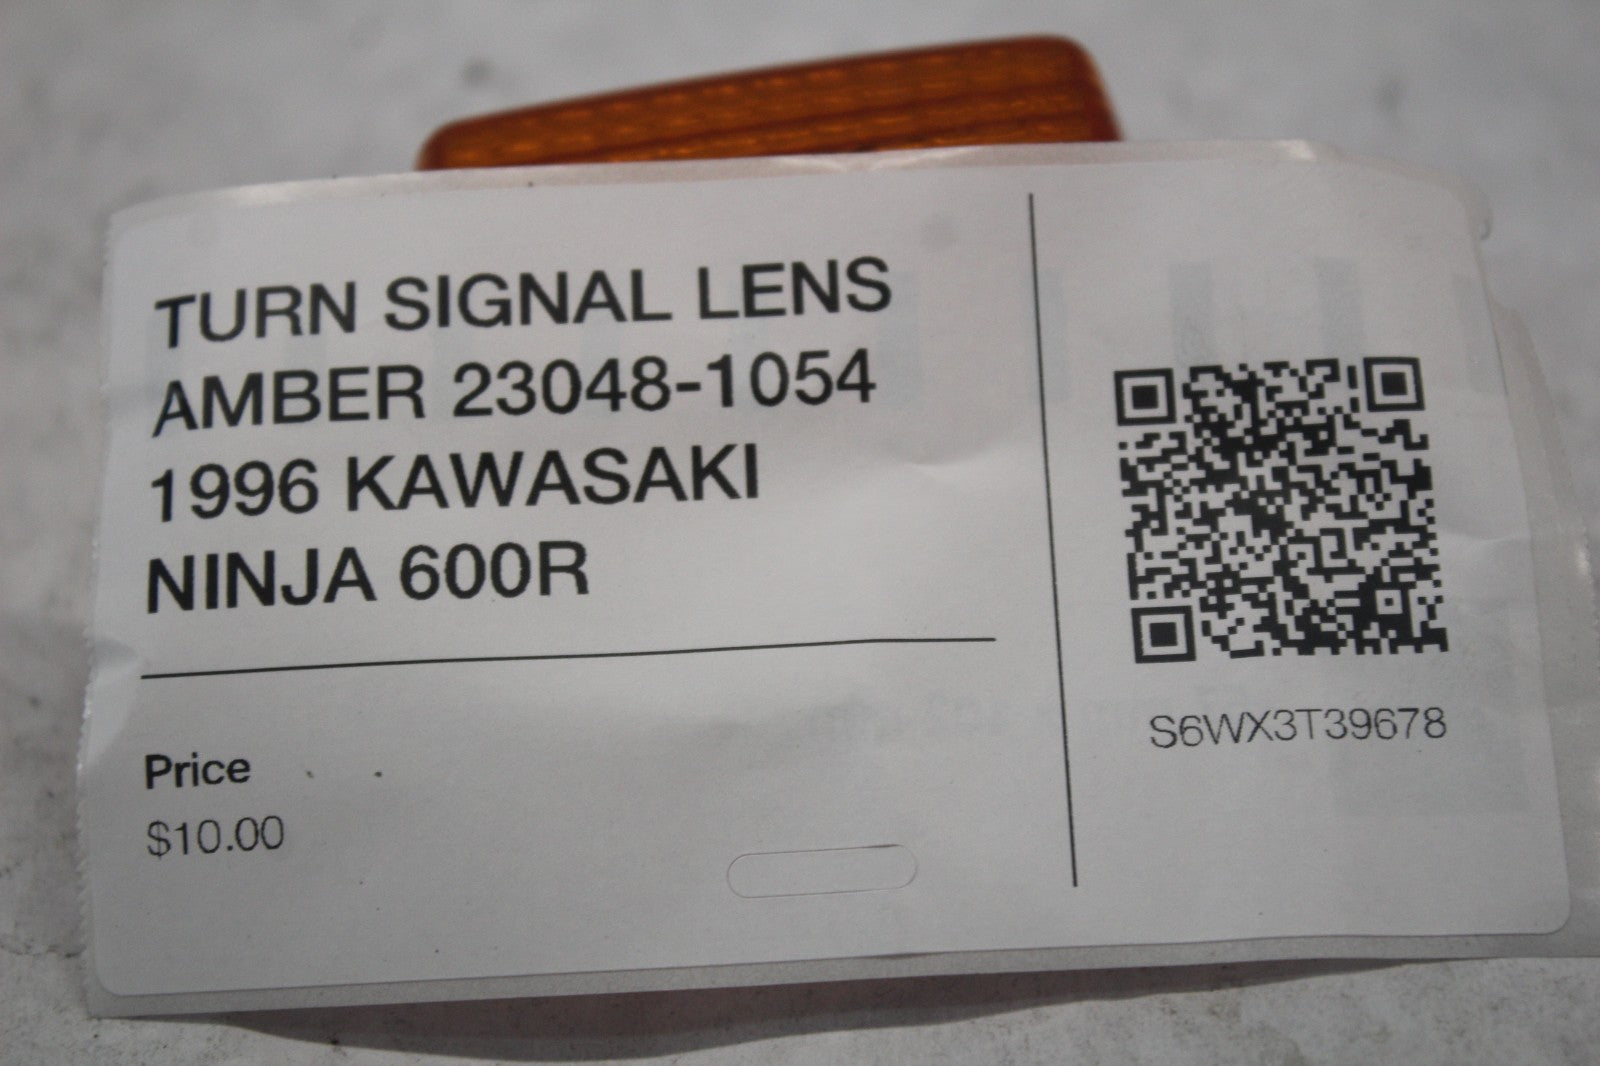 TURN SIGNAL LENS
AMBER 23048-1054
1996 KAWASAKI
NINJA 600R
Price
$10.00
S6WX3T39678